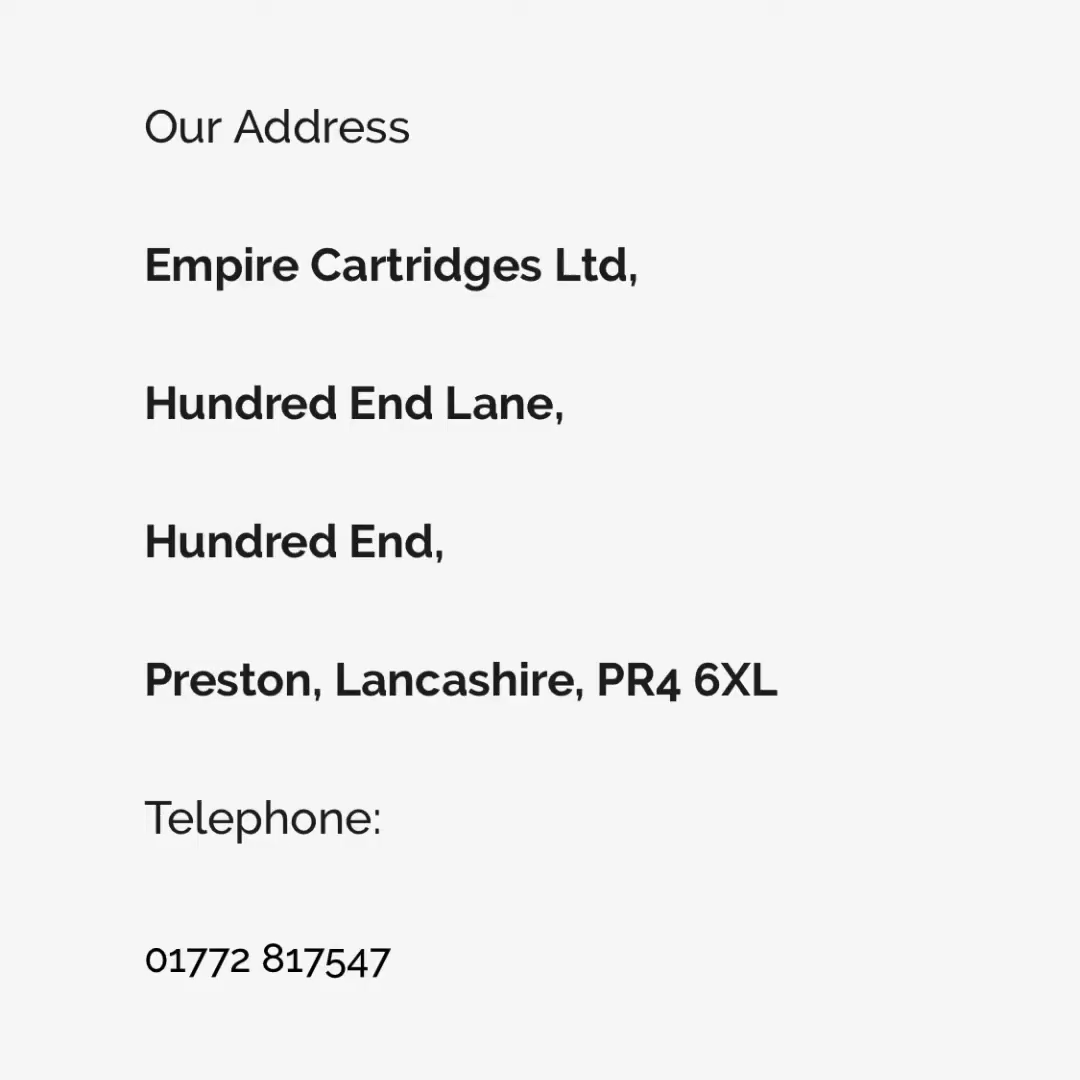 Our Address
Empire Cartridges Ltd,
Hundred End Lane,
Hundred End,
Preston, Lancashire, PR4 6XL
Telephone:
01772 817547